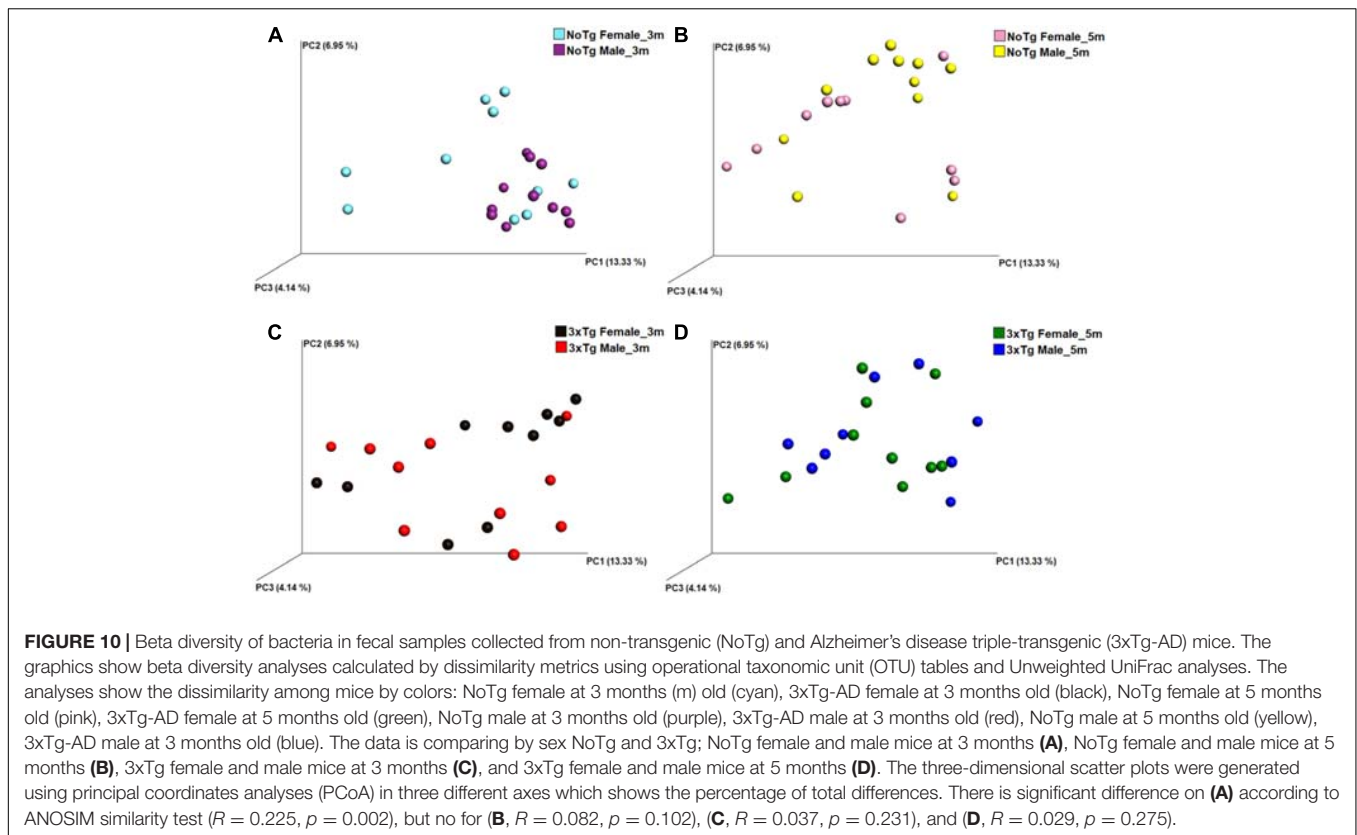 A
PC2 (6.95 %)
NoTg Female_3m
NoTg Male_3m
PC1 (13.33 %)
PC3 (4.14 %)
B
PC2 (6.95 %)
NoTg Female_5m
NoTg Male_5m
PC1 (13.33 %)
PC3 (4.14 %)
C
PC2 (6.95 %)
3xTg Female_3m
3xTg Male_3m
PC1 (13.33 %)
PC3 (4.14 %)
D
PC2 (6.95 %)
3xTg Female_5m
3xTg Male_5m
PC1 (13.33 %)
PC3 (4.14 %)
FIGURE 10 | Beta diversity of bacteria in fecal samples collected from non-transgenic (NoTg) and Alzheimer's disease triple-transgenic (3xTg-AD) mice. The
graphics show beta diversity analyses calculated by dissimilarity metrics using operational taxonomic unit (OTU) tables and Unweighted UniFrac analyses. The
analyses show the dissimilarity among mice by colors: NoTg female at 3 months (m) old (cyan), 3xTg-AD female at 3 months old (black), NoTg female at 5 months
old (pink), 3xTg-AD female at 5 months old (green), NoTg male at 3 months old (purple), 3xTg-AD male at 3 months old (red), NoTg male at 5 months old (yellow),
3xTg-AD male at 3 months old (blue). The data is comparing by sex NoTg and 3xTg; NoTg female and male mice at 3 months (A), NoTg female and male mice at 5
months (B), 3xTg female and male mice at 3 months (C), and 3xTg female and male mice at 5 months (D). The three-dimensional scatter plots were generated
using principal coordinates analyses (PCoA) in three different axes which shows the percentage of total differences. There is significant difference on (A) according to
ANOSIM similarity test (R = 0.225, p = 0.002), but no for (B, R = 0.082, p = 0.102), (C, R = 0.037, p = 0.231), and (D, R = 0.029, p = 0.275).